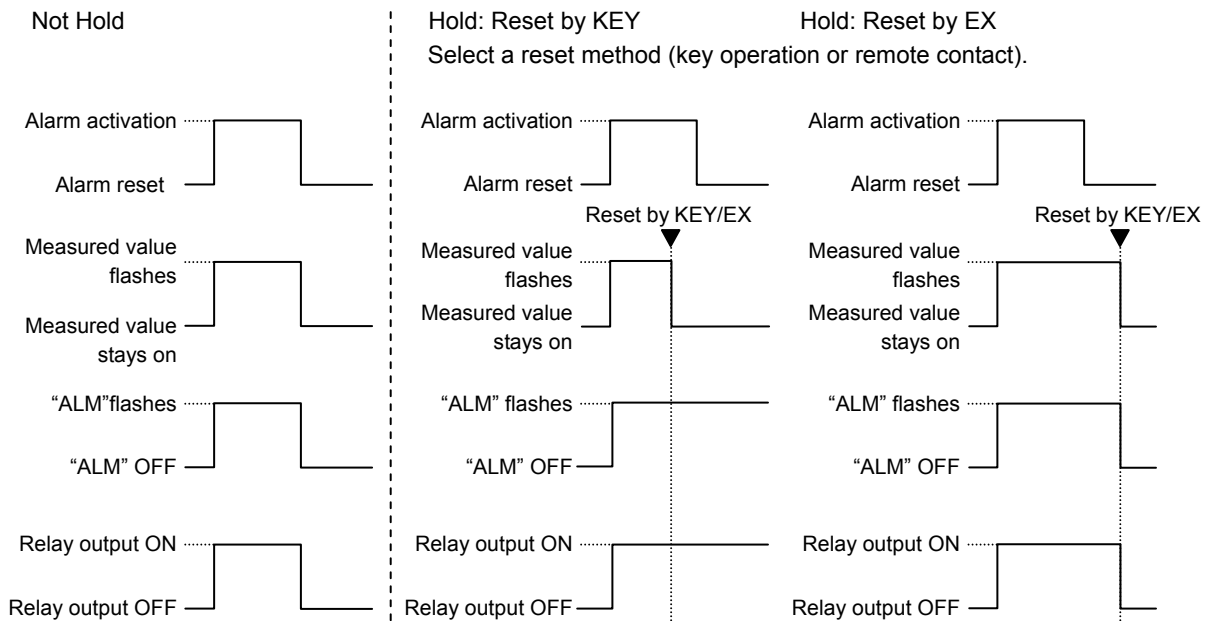 Not Hold
Hold: Reset by KEY
Hold: Reset by EX
Select a reset method (key operation or remote contact).
Alarm activation
Alarm reset
Measured value
flashes
Measured value
stays on
“ALM”flashes
“ALM” OFF
Relay output ON
Relay output OFF
Alarm activation
Alarm reset
Reset by KEY/EX
Measured value
flashes
Measured value
stays on
“ALM” flashes
“ALM” OFF
Relay output ON
Relay output OFF
Alarm activation
Alarm reset
Reset by KEY/EX
Measured value
flashes
Measured value
stays on
“ALM” flashes
“ALM” OFF
Relay output ON
Relay output OFF